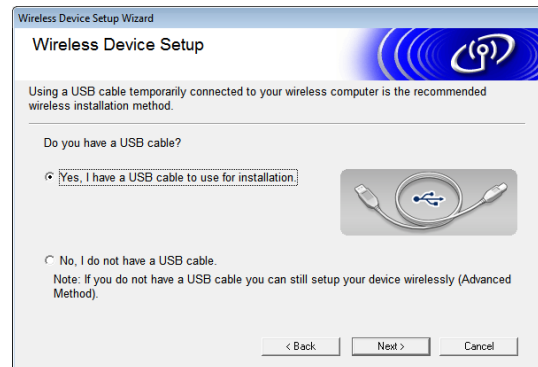 Wireless Device Setup Wizard
Wireless Device Setup
Using a USB cable temporarily connected to your wireless computer is the recommended
wireless installation method.
Do you have a USB cable?
Yes, I have a USB cable to use for installation.
No, I do not have a USB cable.
Note: If you do not have a USB cable you can still setup your device wirelessly (Advanced
Method).
< Back Next > Cancel